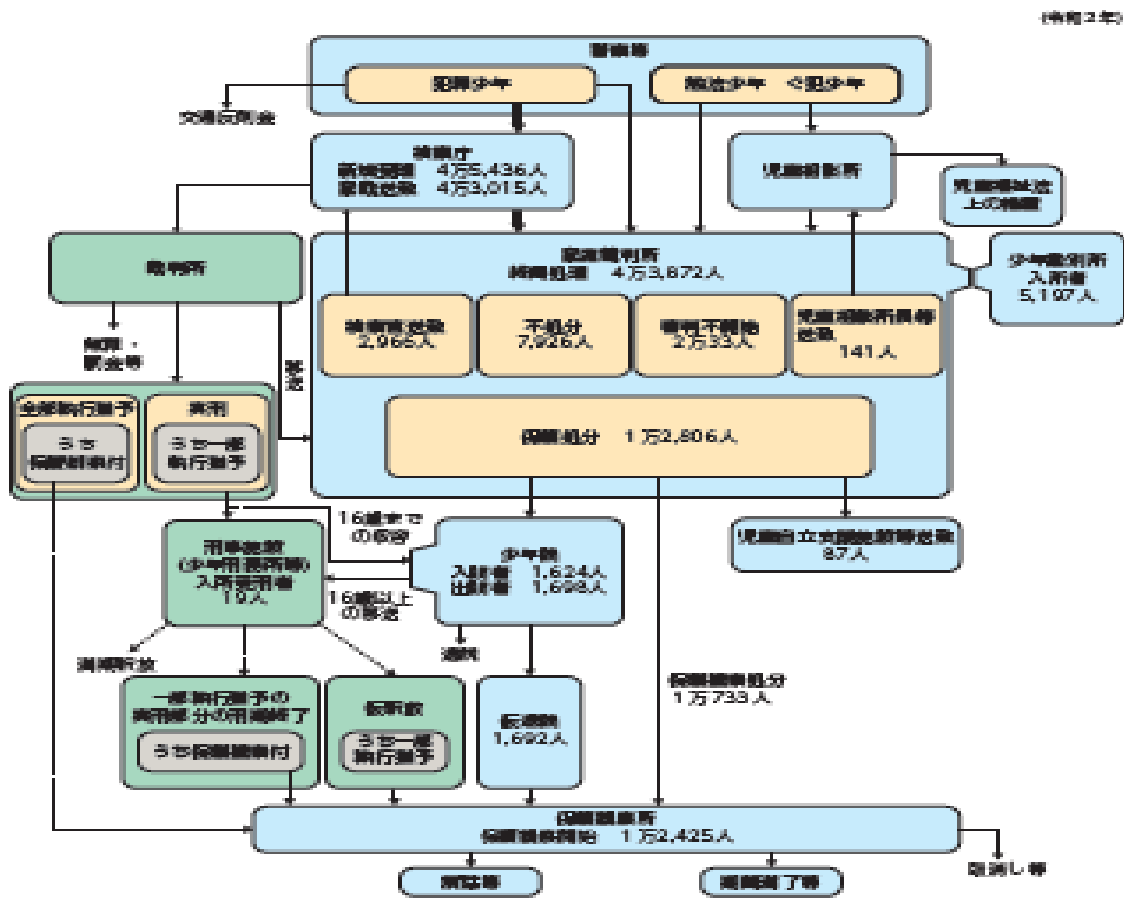 (令和2年)
警察等
犯罪少年
触法少年 ぐ犯少年
交通反則金
検察庁
新規受理 4万5,436人
家裁送致 4万3,015人
児童相談所
児童福祉法
上の措置
裁判所
家庭裁判所
終局処理 4万3,872人
少年鑑別所
入所者
5,197人
検察官送致
2,966人
不処分
7,926人
審判不開始
2万33人
児童相談所長等
送致
141人
無罪・
罰金等
移送
全部執行猶予
うち
保護観察付
実刑
うち一部
執行猶予
保護処分 1万2,806人
16歳まで
の収容
刑事施設
(少年刑務所等)
入所受刑者
19人
16歳以上
の移送
少年院
入院者 1,624人
出院者 1,698人
児童自立支援施設等送致
87人
満期釈放
退院
保護観察処分
1万733人
一部執行猶予の
実刑部分の刑期終了
うち保護観察付
仮釈放
うち一部
執行猶予
仮退院
1,692人
保護観察所
保護観察開始 1万2,425人
取消し等
解除等
期間満了等